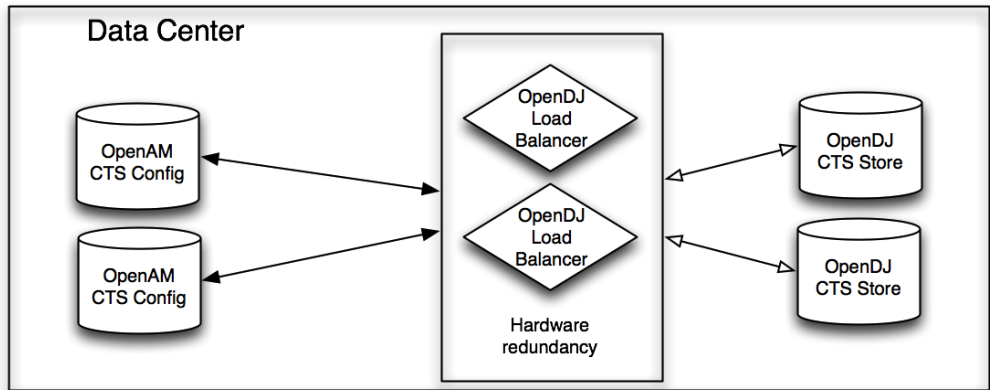 Data Center
OpenAM
CTS Config
OpenAM
CTS Config
OpenDJ
Load
Balancer
OpenDJ
Load
Balancer
Hardware
redundancy
OpenDJ
CTS Store
OpenDJ
CTS Store